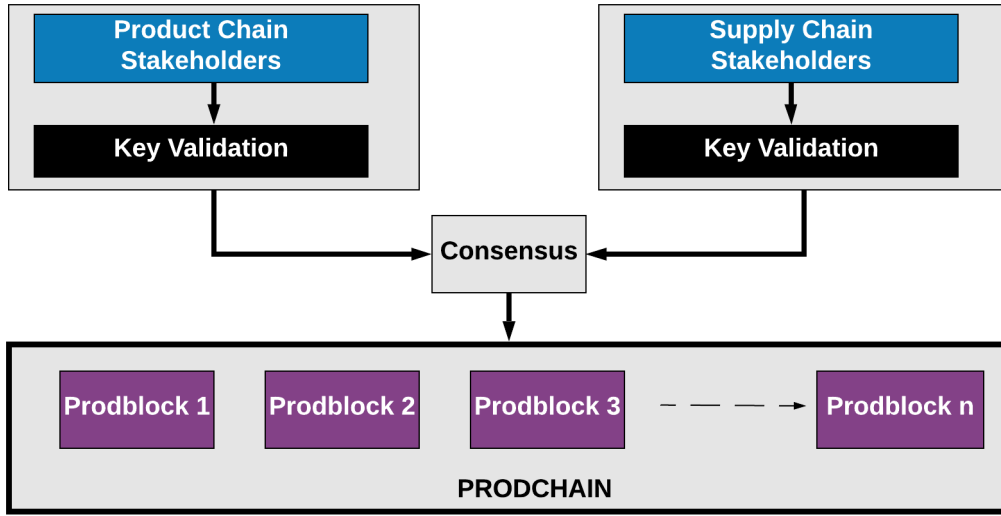 Product Chain
Stakeholders
Key Validation
Supply Chain
Stakeholders
Key Validation
Consensus
Prodblock 1
Prodblock 2
Prodblock 3
Prodblock n
PRODCHAIN